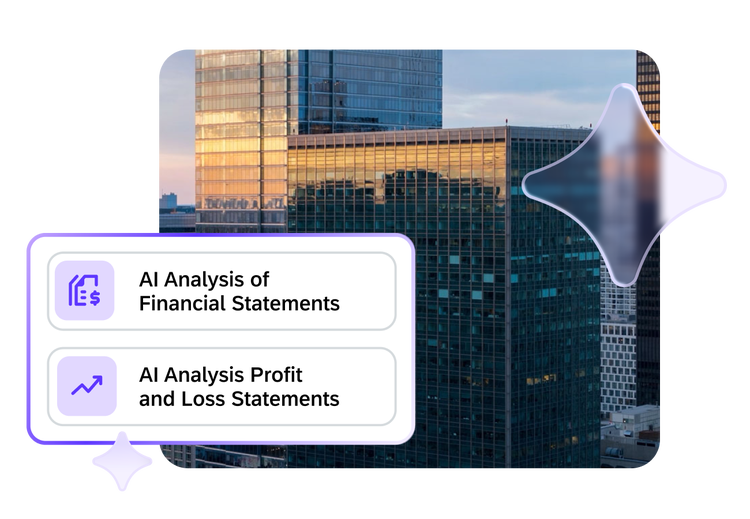 AI Analysis of
Financial Statements
AI Analysis Profit
and Loss Statements